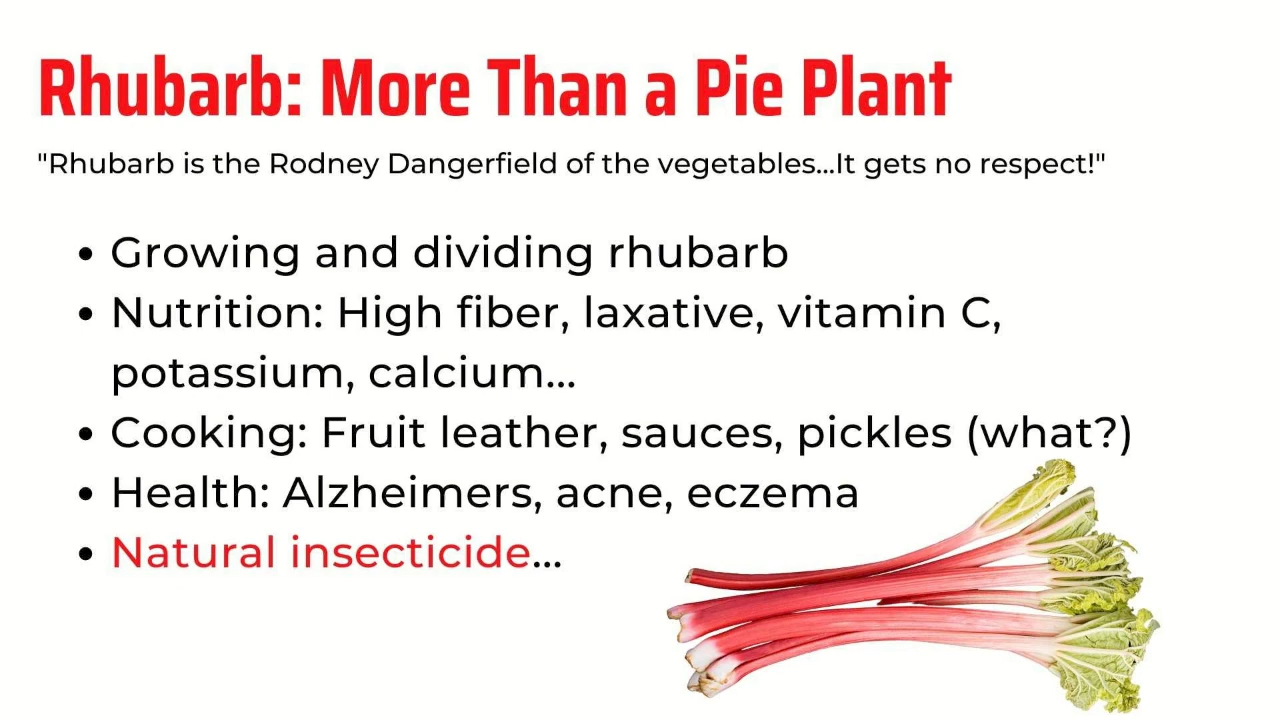 Rhubarb: More Than a Pie Plant
"Rhubarb is the Rodney Dangerfield of the vegetables...It gets no respect!"
• Growing and dividing rhubarb
• Nutrition: High fiber, laxative, vitamin C,
potassium, calcium...
• Cooking: Fruit leather, sauces, pickles (what?)
• Health: Alzheimers, acne, eczema
• Natural insecticide...